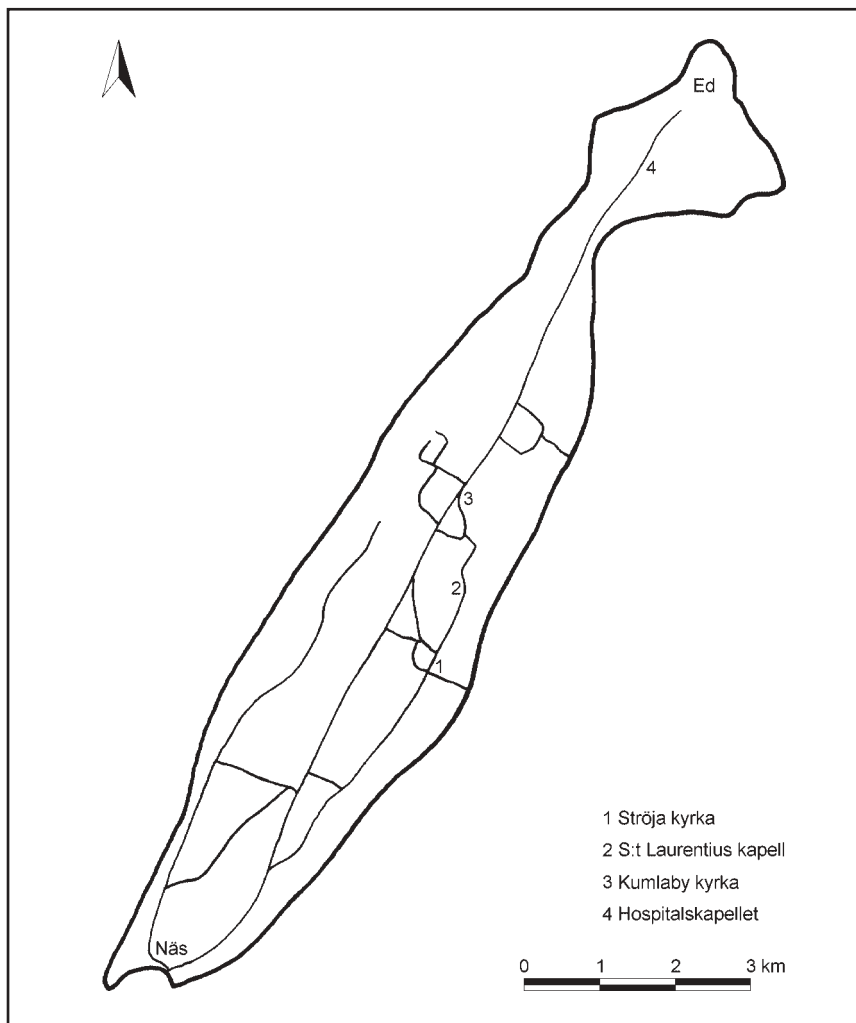 Ed
4
3
2
1
Näs
1 Ströja kyrka
2 S:t Laurentius kapell
3 Kumlaby kyrka
4 Hospitalskapellet
0 1 2 3 km